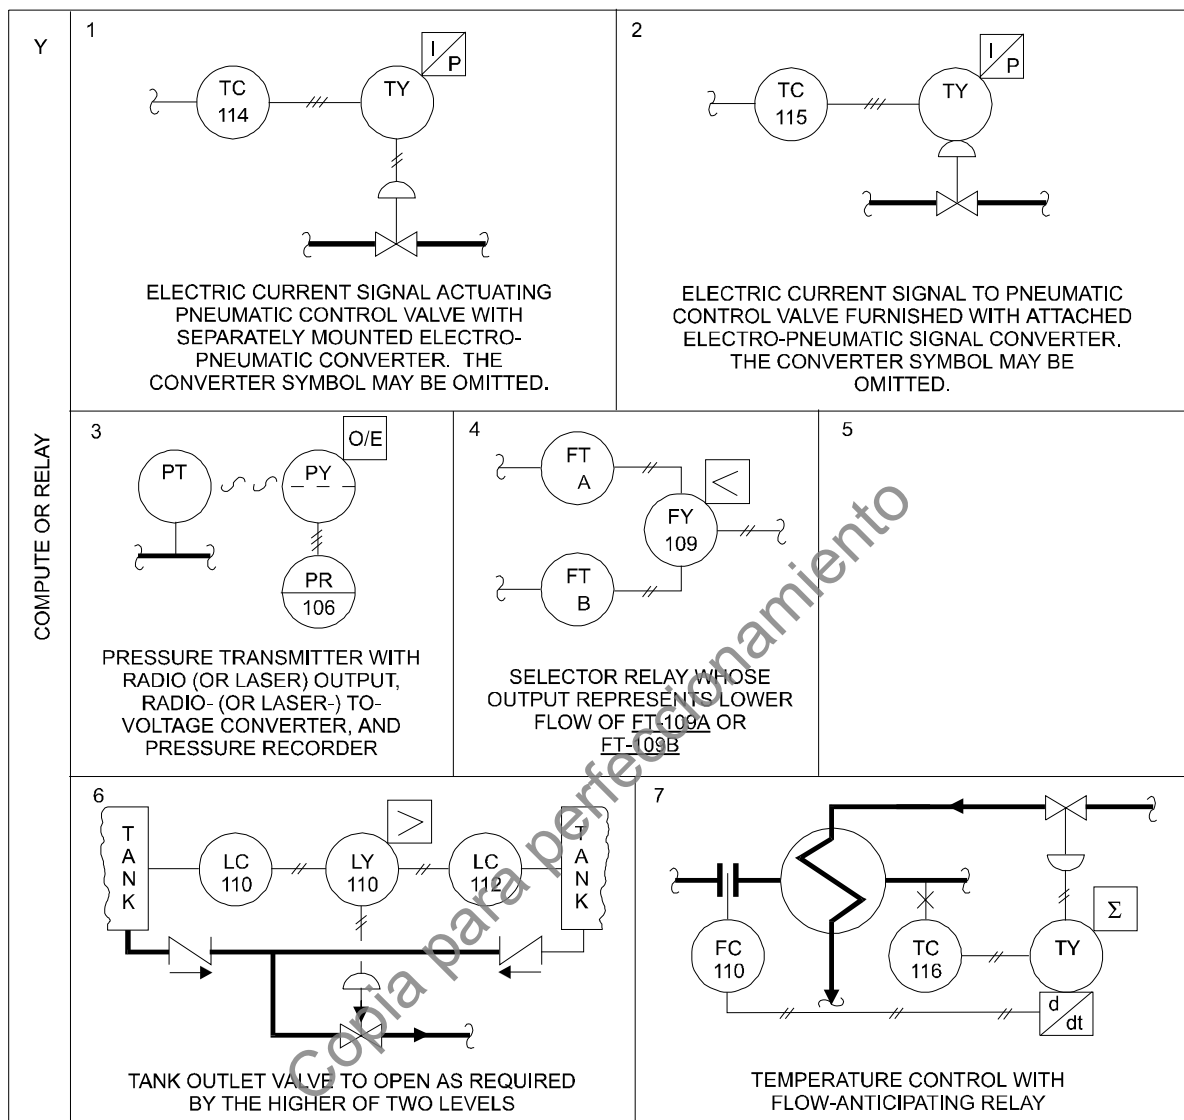 Y
COMPUTE OR RELAY
1
I
P
TC
114
TY
ELECTRIC CURRENT SIGNAL ACTUATING
PNEUMATIC CONTROL VALVE WITH
SEPARATELY MOUNTED ELECTRO-
PNEUMATIC CONVERTER. THE
CONVERTER SYMBOL MAY BE OMITTED.
2
I
P
TC
115
TY
ELECTRIC CURRENT SIGNAL TO PNEUMATIC
CONTROL VALVE FURNISHED WITH ATTACHED
ELECTRO-PNEUMATIC SIGNAL CONVERTER.
THE CONVERTER SYMBOL MAY BE
OMITTED.
3
O/E
PT
PY
PR
106
PRESSURE TRANSMITTER WITH
RADIO (OR LASER) OUTPUT,
RADIO- (OR LASER-) TO-
VOLTAGE CONVERTER, AND
PRESSURE RECORDER
4
FT
A
<
FY
109
FT
B
SELECTOR RELAY WHOSE
OUTPUT REPRESENTS LOWER
FLOW OF FT-109A OR
FT-109B
5
6
TANK
LC
110
LY
110
>
LC
112
TANK
TANK OUTLET VALVE TO OPEN AS REQUIRED
BY THE HIGHER OF TWO LEVELS
7
FC
110
TC
116
TY
Σ
d
dt
TEMPERATURE CONTROL WITH
FLOW-ANTICIPATING RELAY
Copia para perfeccionamiento